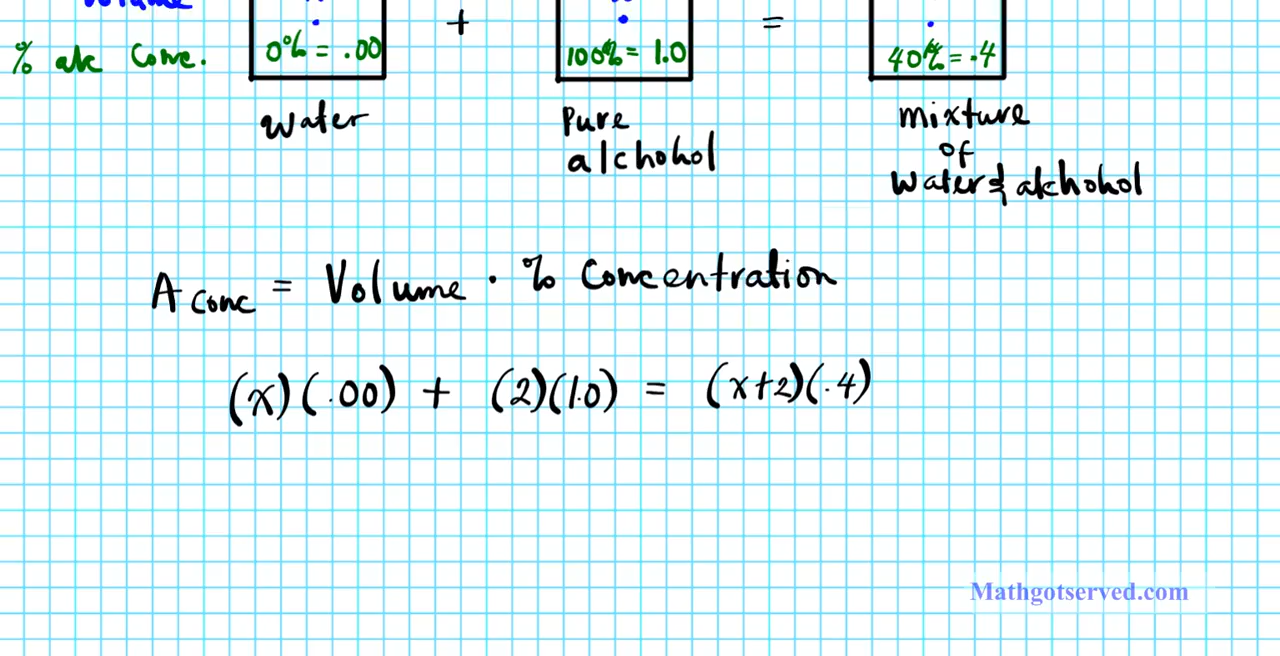 volume
+ =
% alc Conc. 0% = .00 100% = 1.0 40% = .4
water Pure mixture
alchohol of
water & alchohol
A conc = Volume · % Concentration
(x)(.00) + (2)(1.0) = (x+2)(.4)
Mathgotserved.com